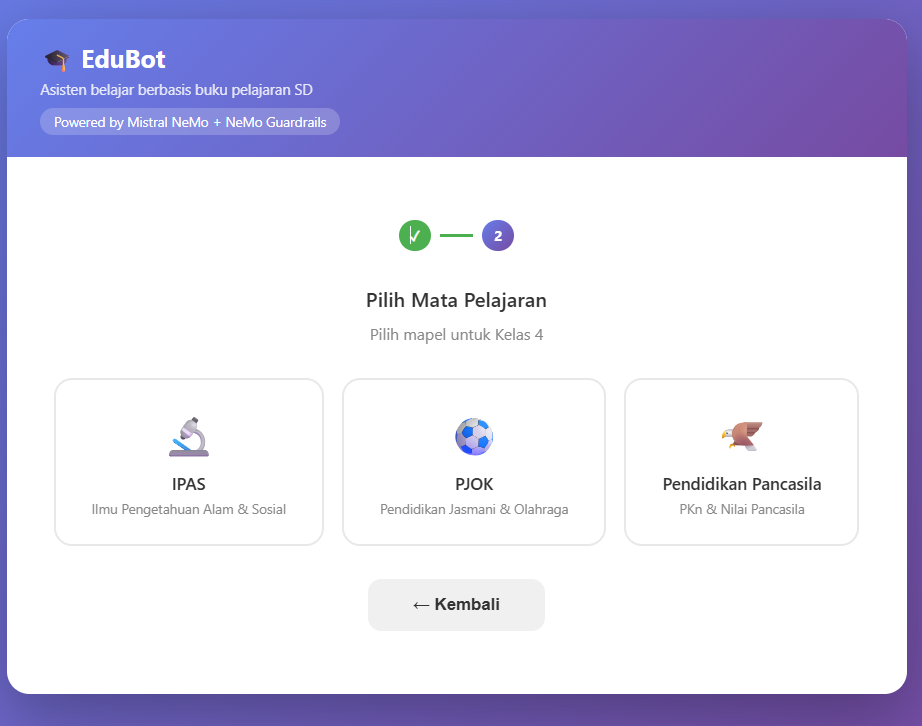 EduBot
Asisten belajar berbasis buku pelajaran SD
Powered by Mistral NeMo + NeMo Guardrails
2
Pilih Mata Pelajaran
Pilih mapel untuk Kelas 4
IPAS
Ilmu Pengetahuan Alam & Sosial
PJOK
Pendidikan Jasmani & Olahraga
Pendidikan Pancasila
PKn & Nilai Pancasila
← Kembali